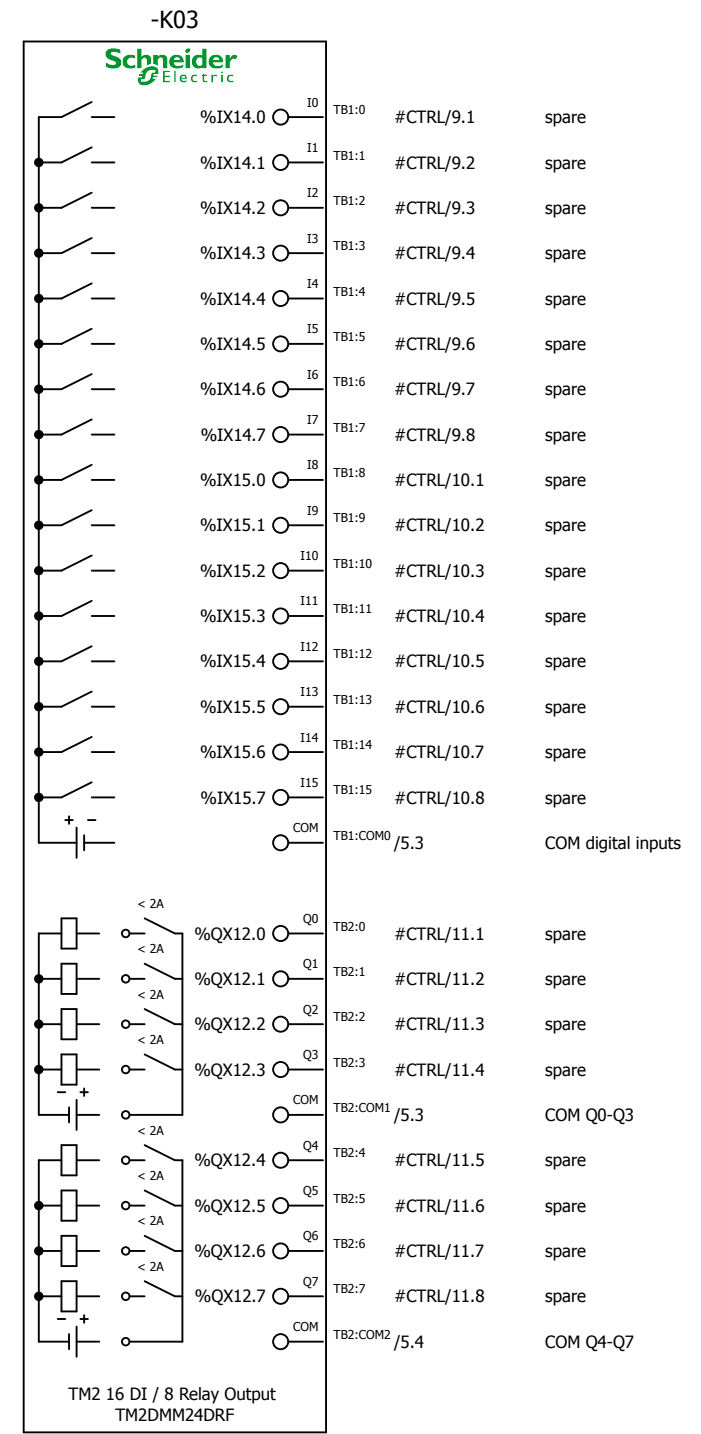 -K03
Schneider
Electric
%IX14.0 I0 TB1:0 #CTRL/9.1 spare
%IX14.1 I1 TB1:1 #CTRL/9.2 spare
%IX14.2 I2 TB1:2 #CTRL/9.3 spare
%IX14.3 I3 TB1:3 #CTRL/9.4 spare
%IX14.4 I4 TB1:4 #CTRL/9.5 spare
%IX14.5 I5 TB1:5 #CTRL/9.6 spare
%IX14.6 I6 TB1:6 #CTRL/9.7 spare
%IX14.7 I7 TB1:7 #CTRL/9.8 spare
%IX15.0 I8 TB1:8 #CTRL/10.1 spare
%IX15.1 I9 TB1:9 #CTRL/10.2 spare
%IX15.2 I10 TB1:10 #CTRL/10.3 spare
%IX15.3 I11 TB1:11 #CTRL/10.4 spare
%IX15.4 I12 TB1:12 #CTRL/10.5 spare
%IX15.5 I13 TB1:13 #CTRL/10.6 spare
%IX15.6 I14 TB1:14 #CTRL/10.7 spare
%IX15.7 I15 TB1:15 #CTRL/10.8 spare
+ − COM TB1:COM0 /5.3 COM digital inputs
< 2A
%QX12.0 Q0 TB2:0 #CTRL/11.1 spare
< 2A
%QX12.1 Q1 TB2:1 #CTRL/11.2 spare
< 2A
%QX12.2 Q2 TB2:2 #CTRL/11.3 spare
< 2A
%QX12.3 Q3 TB2:3 #CTRL/11.4 spare
− + COM TB2:COM1 /5.3 COM Q0-Q3
< 2A
%QX12.4 Q4 TB2:4 #CTRL/11.5 spare
< 2A
%QX12.5 Q5 TB2:5 #CTRL/11.6 spare
< 2A
%QX12.6 Q6 TB2:6 #CTRL/11.7 spare
< 2A
%QX12.7 Q7 TB2:7 #CTRL/11.8 spare
− + COM TB2:COM2 /5.4 COM Q4-Q7
TM2 16 DI / 8 Relay Output
TM2DMM24DRF